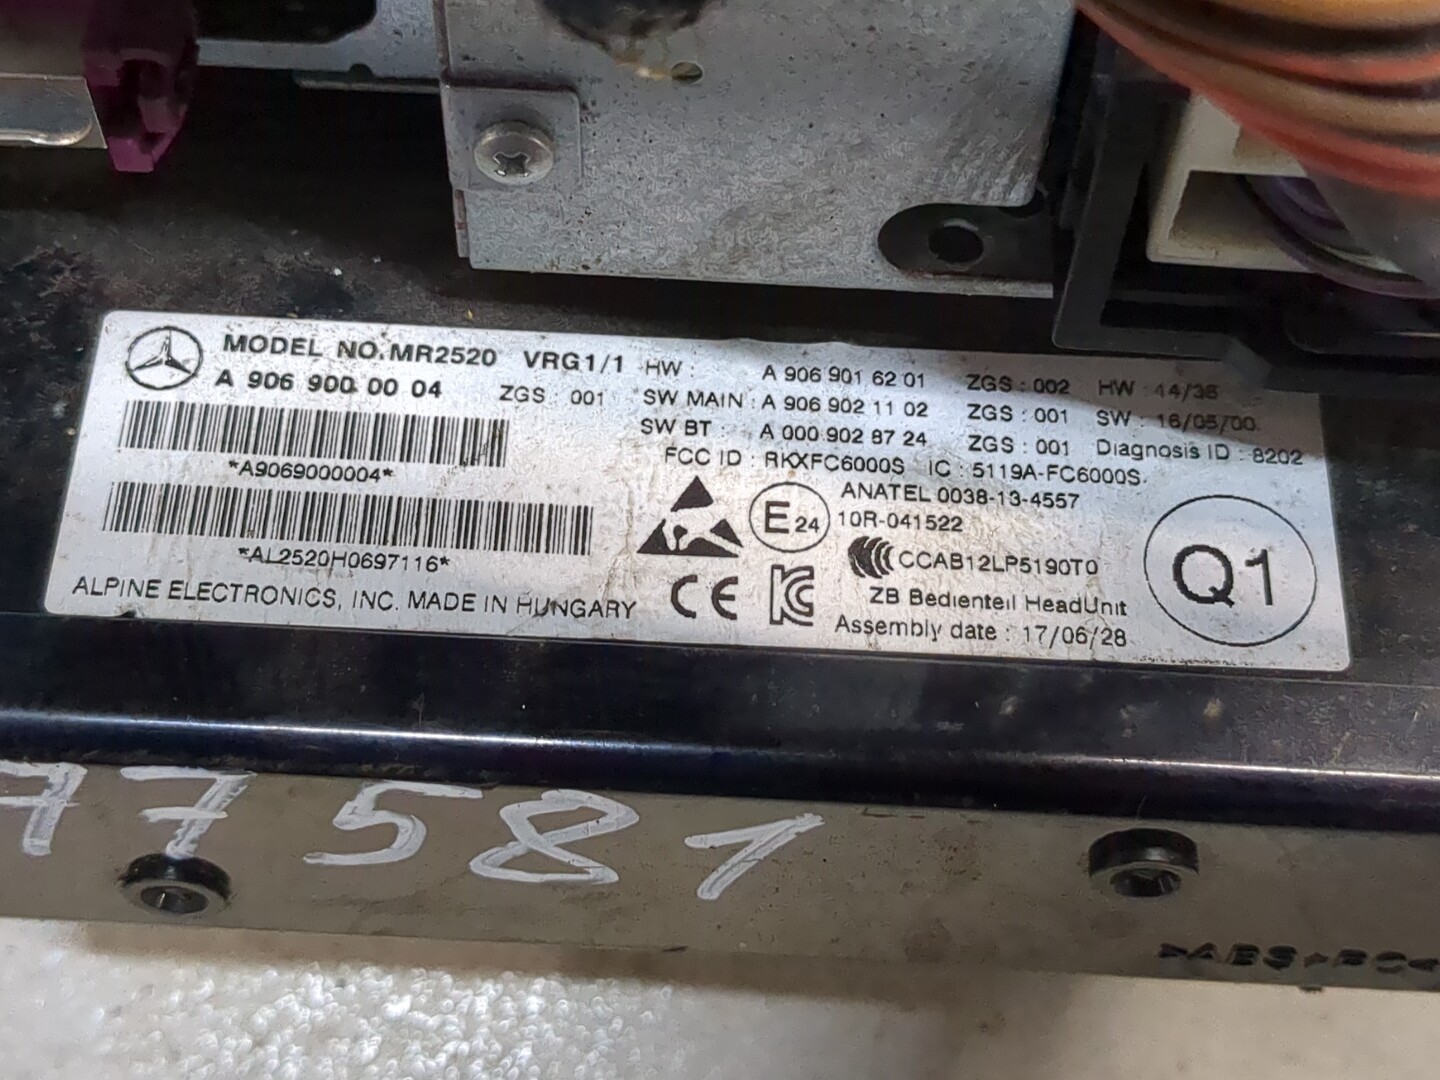 MODEL NO.MR2520 VRG1/1 HW : A 906 901 62 01 ZGS : 002 HW : 44/36
A 906 900 00 04 ZGS : 001 SW MAIN : A 906 902 11 02 ZGS : 001 SW : 16/05/00
SW BT : A 000 902 87 24 ZGS : 001 Diagnosis ID : 8202
*A9069000004*
FCC ID : RKXFC6000S IC : 5119A-FC6000S
ANATEL 0038-13-4557
E24 10R-041522
*AL2520H0697116*
CCC CCAB12LP5190T0
Q1
ALPINE ELECTRONICS, INC. MADE IN HUNGARY
CE KC
ZB Bedienteil HeadUnit
Assembly date : 17/06/28
77581
>ABS+PC<